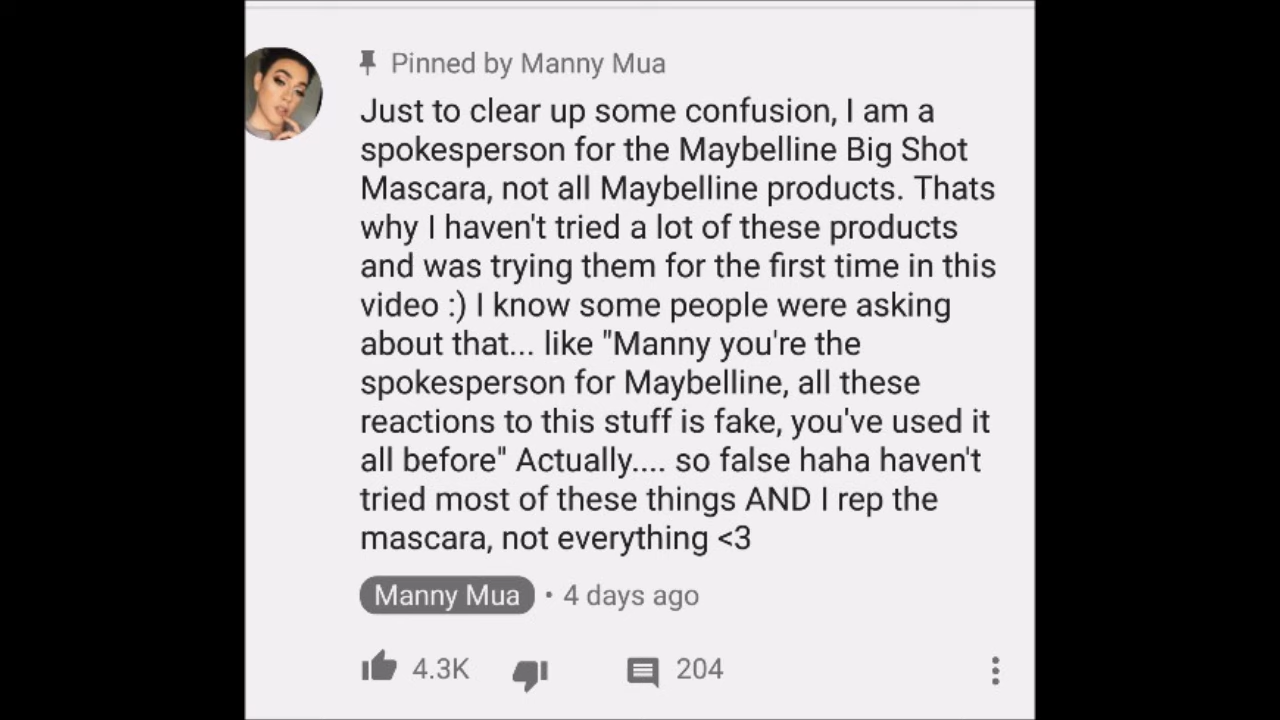 Pinned by Manny Mua
Just to clear up some confusion, I am a
spokesperson for the Maybelline Big Shot
Mascara, not all Maybelline products. Thats
why I haven't tried a lot of these products
and was trying them for the first time in this
video :) I know some people were asking
about that... like "Manny you're the
spokesperson for Maybelline, all these
reactions to this stuff is fake, you've used it
all before" Actually.... so false haha haven't
tried most of these things AND I rep the
mascara, not everything <3
Manny Mua • 4 days ago
4.3K 204